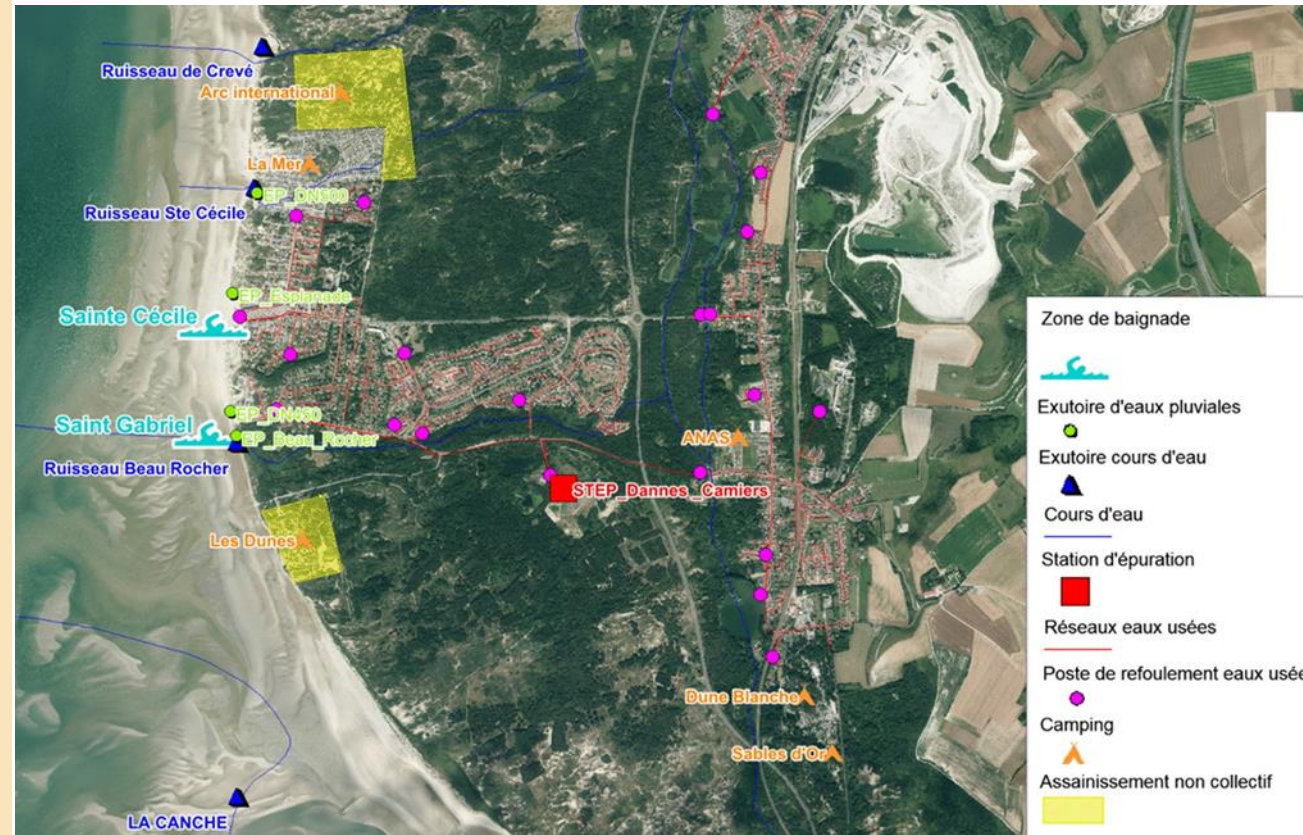 Ruisseau de Crevé
Arc international
La Mer
EP_DN500
Ruisseau Ste Cécile
EP_Esplanade
Sainte Cécile
EP_DN450
Saint Gabriel
EP_Beau_Rocher
Ruisseau Beau Rocher
ANAS
STEP_Dannes_Camiers
Les Dunes
Dune Blanche
Sables d'Or
LA CANCHE
Zone de baignade
Exutoire d'eaux pluviales
Exutoire cours d'eau
Cours d'eau
Station d'épuration
Réseaux eaux usées
Poste de refoulement eaux usée
Camping
Assainissement non collectif